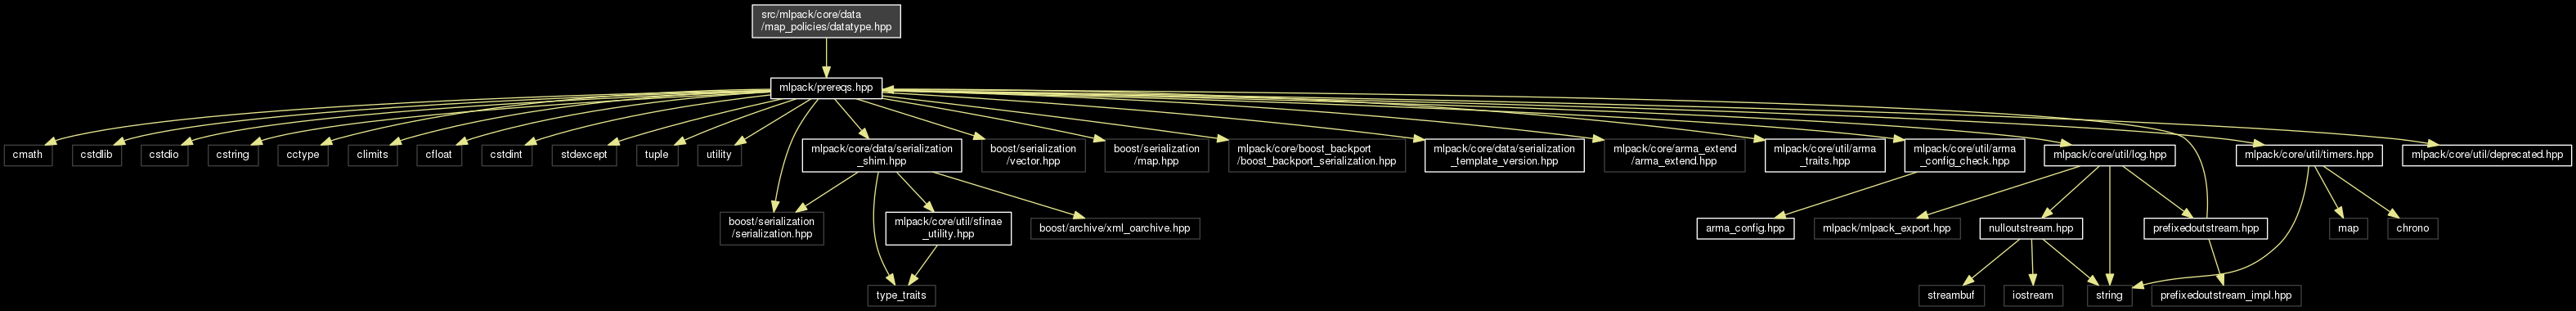 src/mlpack/core/data
/map_policies/datatype.hpp
mlpack/prereqs.hpp
cmath
cstdlib
cstdio
cstring
cctype
climits
cfloat
cstdint
stdexcept
tuple
utility
mlpack/core/data/serialization
_shim.hpp
boost/serialization
/vector.hpp
boost/serialization
/map.hpp
mlpack/core/boost_backport
/boost_backport_serialization.hpp
mlpack/core/data/serialization
_template_version.hpp
mlpack/core/arma_extend
/arma_extend.hpp
mlpack/core/util/arma
_traits.hpp
mlpack/core/util/arma
_config_check.hpp
mlpack/core/util/log.hpp
mlpack/core/util/timers.hpp
mlpack/core/util/deprecated.hpp
boost/serialization
/serialization.hpp
mlpack/core/util/sfinae
_utility.hpp
boost/archive/xml_oarchive.hpp
arma_config.hpp
mlpack/mlpack_export.hpp
nulloutstream.hpp
prefixedoutstream.hpp
map
chrono
type_traits
streambuf
iostream
string
prefixedoutstream_impl.hpp